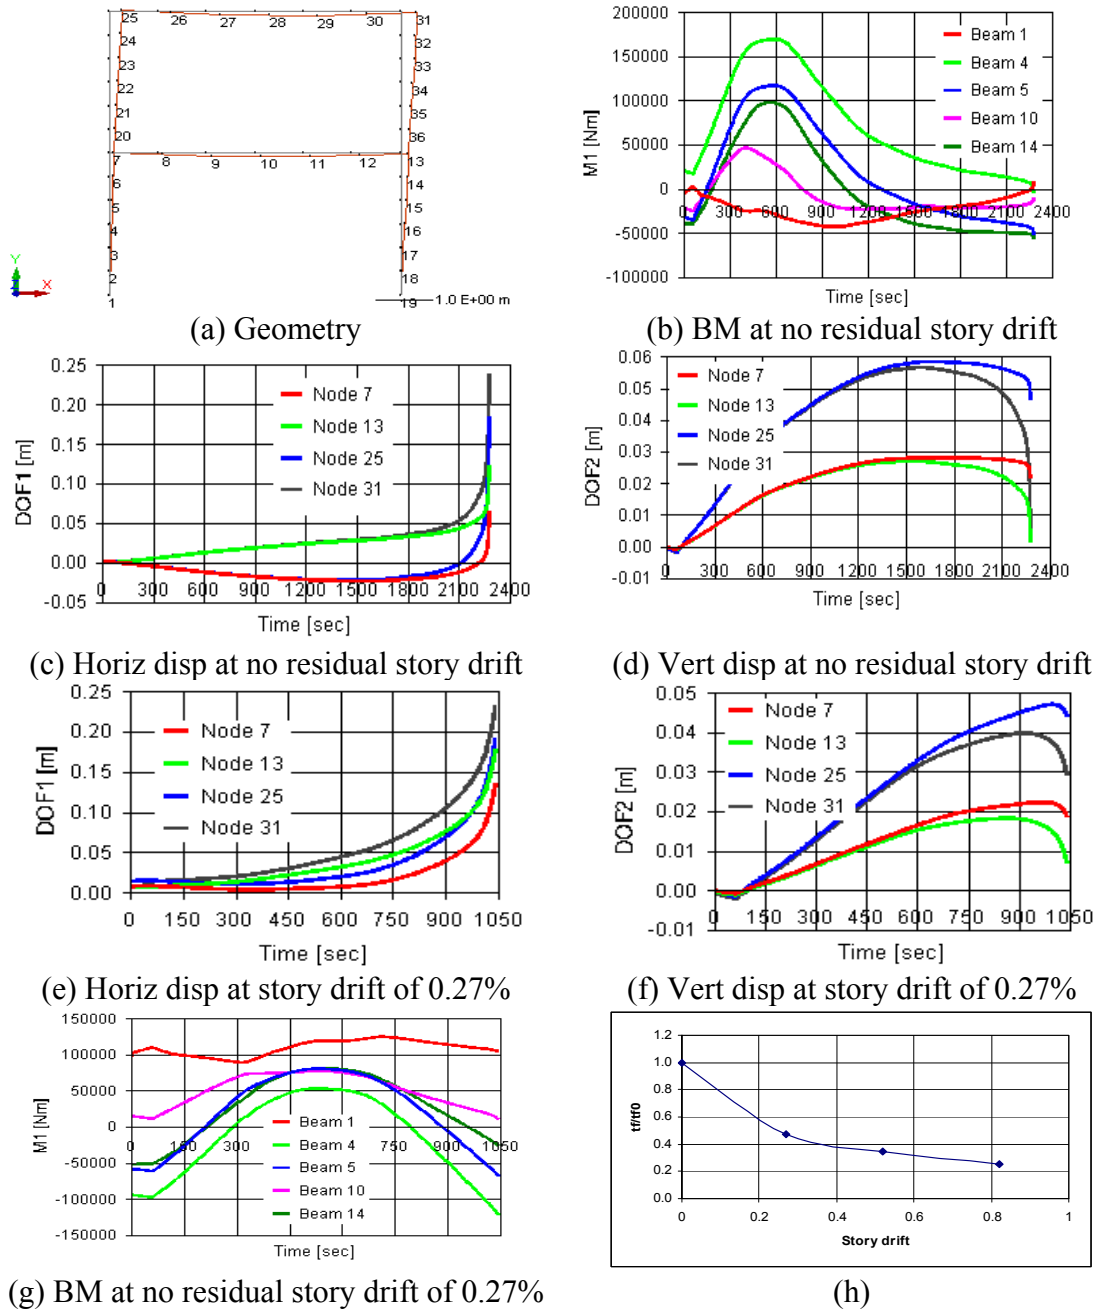 25 26 27 28 29 30 31
24 32
23 33
22 34
21 35
20 36
7 8 9 10 11 12 13
6 14
5 15
4 16
3 17
2 18
1 19
Y
Z X
1.0 E+00 m
(a) Geometry
200000
150000
100000
50000
0
-50000
-100000
M1 [Nm]
0 300 600 900 1200 1500 1800 2100 2400
Time [sec]
Beam 1
Beam 4
Beam 5
Beam 10
Beam 14
(b) BM at no residual story drift
0.25
0.20
0.15
0.10
0.05
0.00
-0.05
DOF1 [m]
0 300 600 900 1200 1500 1800 2100 2400
Time [sec]
Node 7
Node 13
Node 25
Node 31
(c) Horiz disp at no residual story drift
0.06
0.05
0.04
0.03
0.02
0.01
0.00
-0.01
DOF2 [m]
0 300 600 900 1200 1500 1800 2100 2400
Time [sec]
Node 7
Node 13
Node 25
Node 31
(d) Vert disp at no residual story drift
0.25
0.20
0.15
0.10
0.05
0.00
DOF1 [m]
0 150 300 450 600 750 900 1050
Time [sec]
Node 7
Node 13
Node 25
Node 31
(e) Horiz disp at story drift of 0.27%
0.05
0.04
0.03
0.02
0.01
0.00
-0.01
DOF2 [m]
0 150 300 450 600 750 900 1050
Time [sec]
Node 7
Node 13
Node 25
Node 31
(f) Vert disp at story drift of 0.27%
150000
100000
50000
0
-50000
-100000
-150000
M1 [Nm]
0 150 300 450 600 750 900 1050
Time [sec]
Beam 1
Beam 4
Beam 5
Beam 10
Beam 14
(g) BM at no residual story drift of 0.27%
1.2
1.0
0.8
0.6
0.4
0.2
0.0
tf/tf0
0 0.2 0.4 0.6 0.8 1
Story drift
(h)